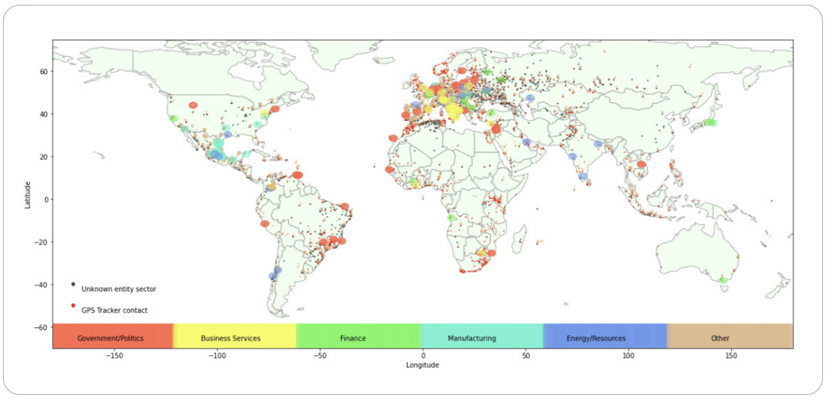 60
40
20
0
−20
−40
−60
Latitude
Unknown entity sector
GPS Tracker contact
Government/Politics Business Services Finance Manufacturing Energy/Resources Other
−150 −100 −50 0 50 100 150
Longitude